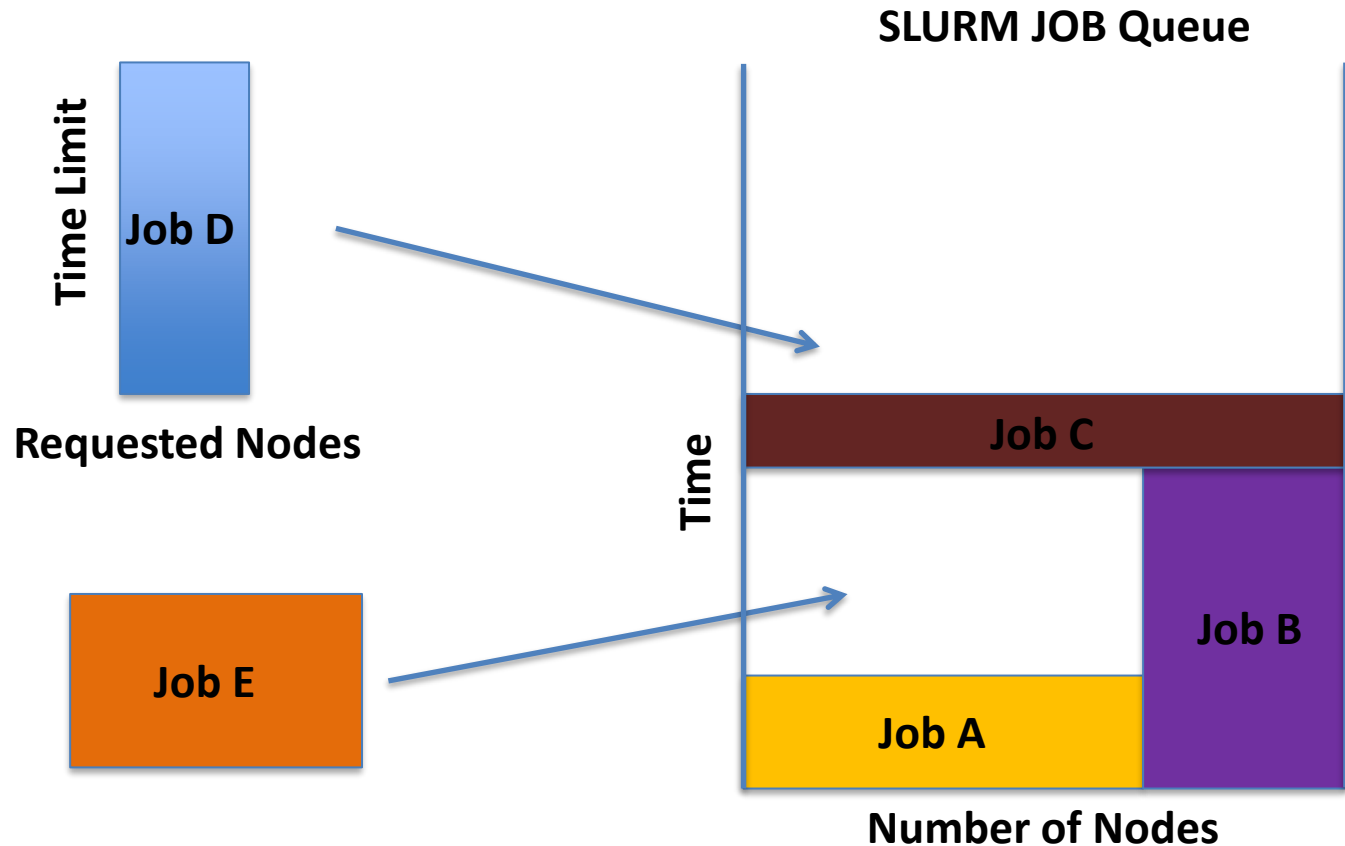 SLURM JOB Queue
Time Limit
Job D
Requested Nodes
Job E
Time
Job C
Job B
Job A
Number of Nodes